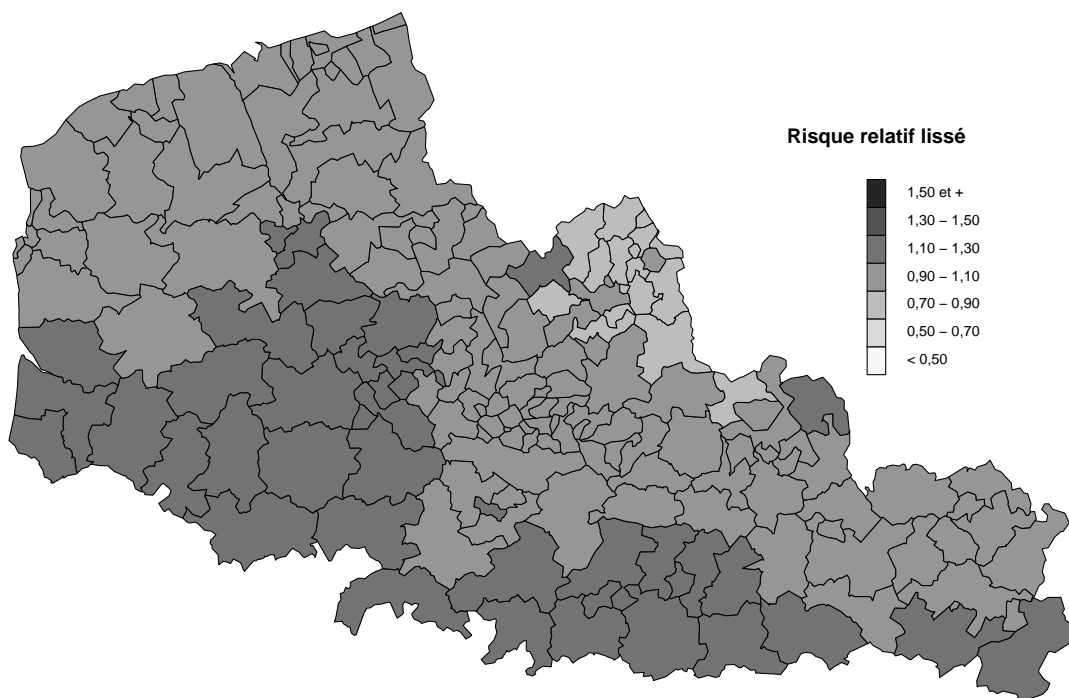 Risque relatif lissé
1,50 et +
1,30 – 1,50
1,10 – 1,30
0,90 – 1,10
0,70 – 0,90
0,50 – 0,70
< 0,50